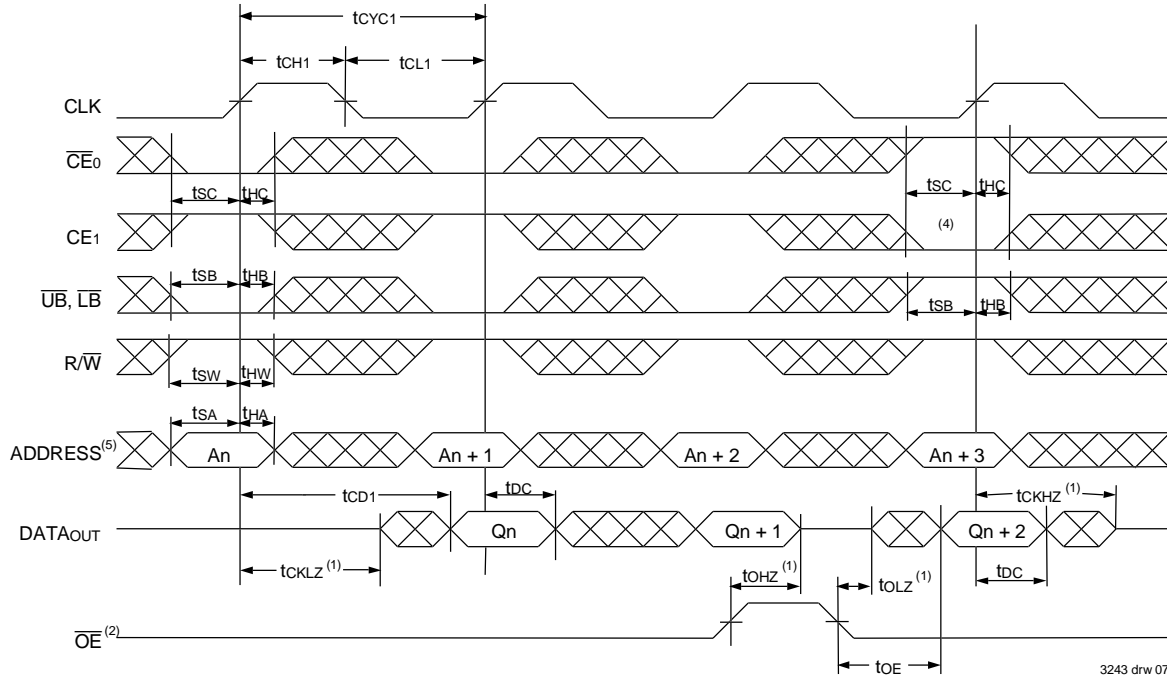 tCYC1
tCH1 tCL1
CLK
CE0
tSC tHC tSC tHC
CE1 (4)
tSB tHB
UB, LB tSB tHB
R/W
tSW tHW
tSA tHA
ADDRESS(5) An An + 1 An + 2 An + 3
tCD1 tDC tCKHZ(1)
DATAOUT Qn Qn + 1 Qn + 2
tCKLZ(1) tOHZ(1) tOLZ(1) tDC
OE(2)
tOE
3243 drw 07